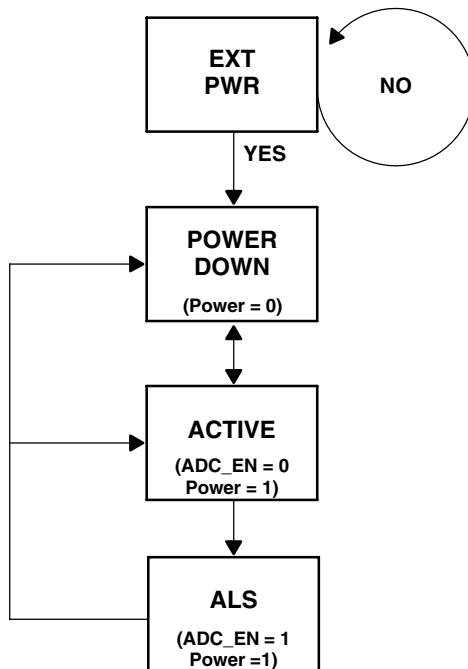 EXT
PWR
NO
YES
POWER
DOWN
(Power = 0)
ACTIVE
(ADC_EN = 0
Power = 1)
ALS
(ADC_EN = 1
Power =1)